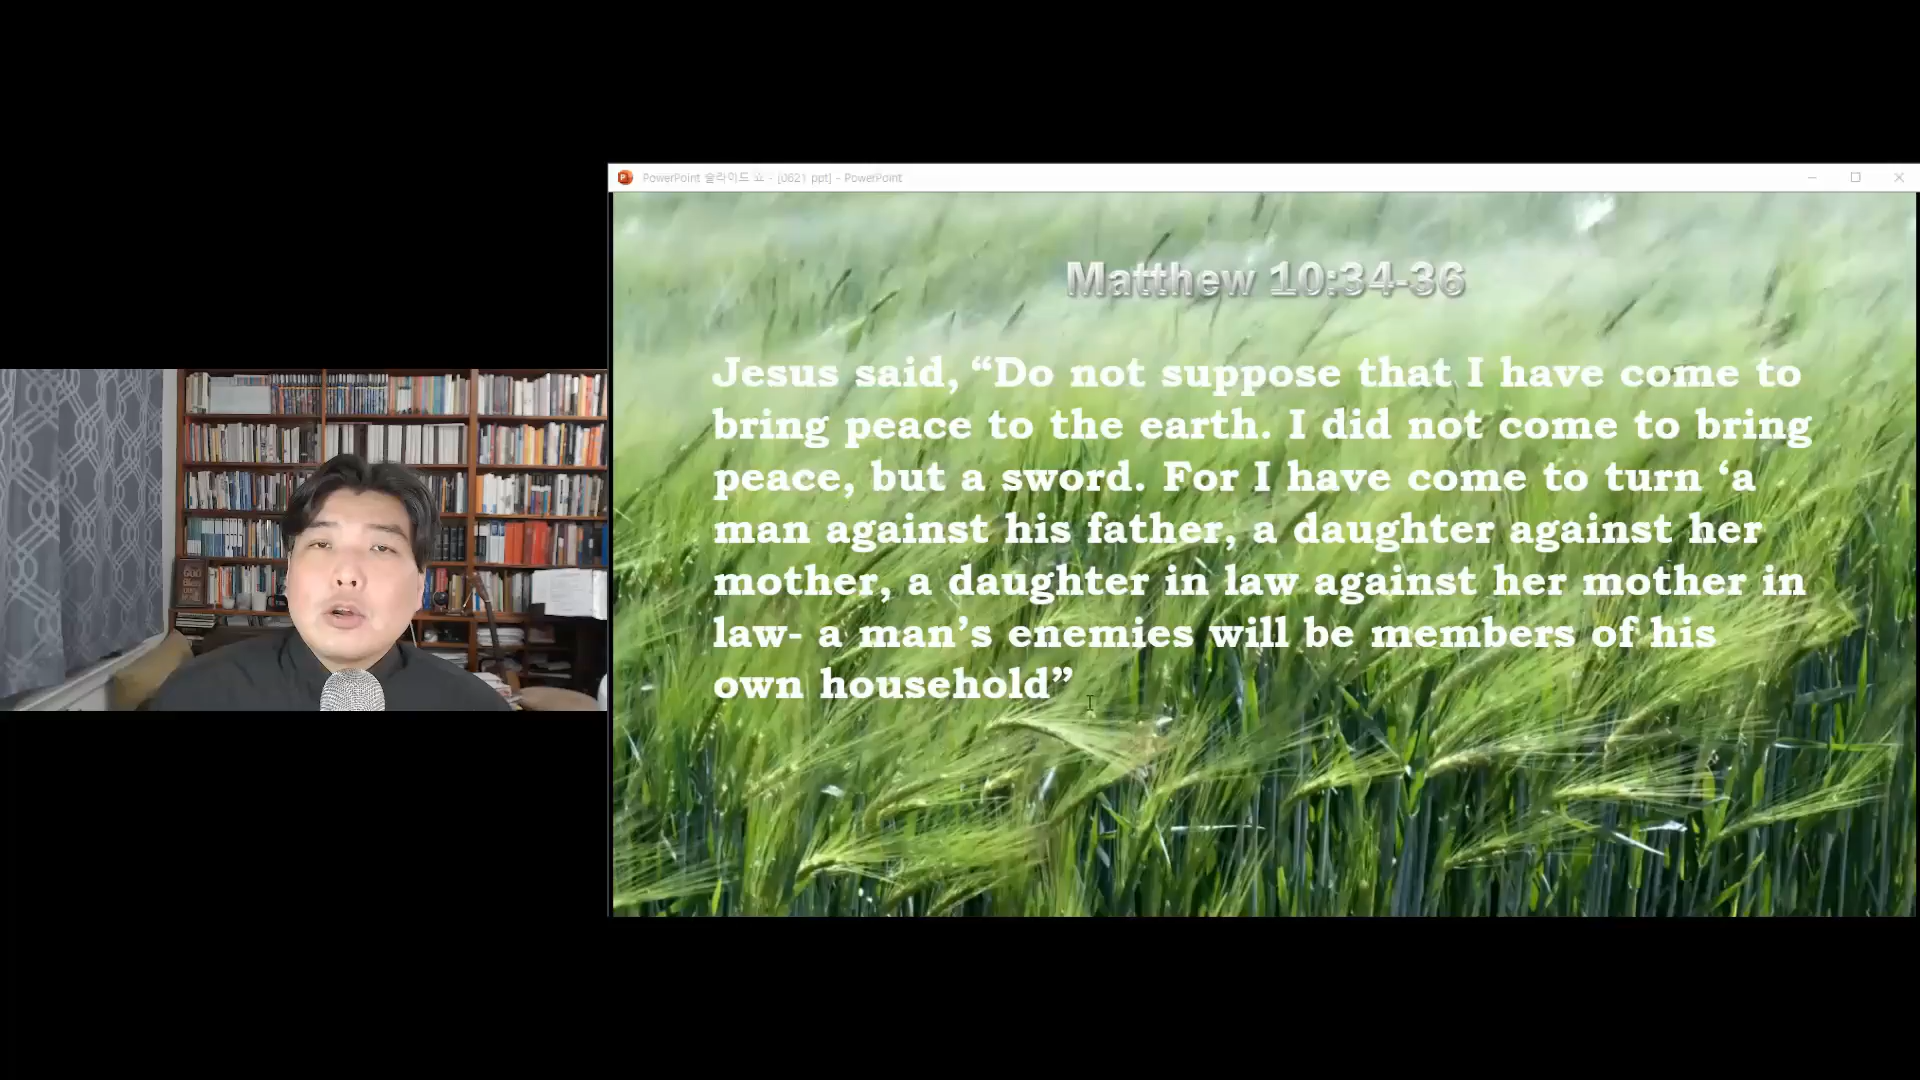 PowerPoint 슬라이드 쇼 - [0621 ppt] - PowerPoint
Matthew 10:34-36
Jesus said, “Do not suppose that I have come to
bring peace to the earth. I did not come to bring
peace, but a sword. For I have come to turn ‘a
man against his father, a daughter against her
mother, a daughter in law against her mother in
law- a man’s enemies will be members of his
own household”